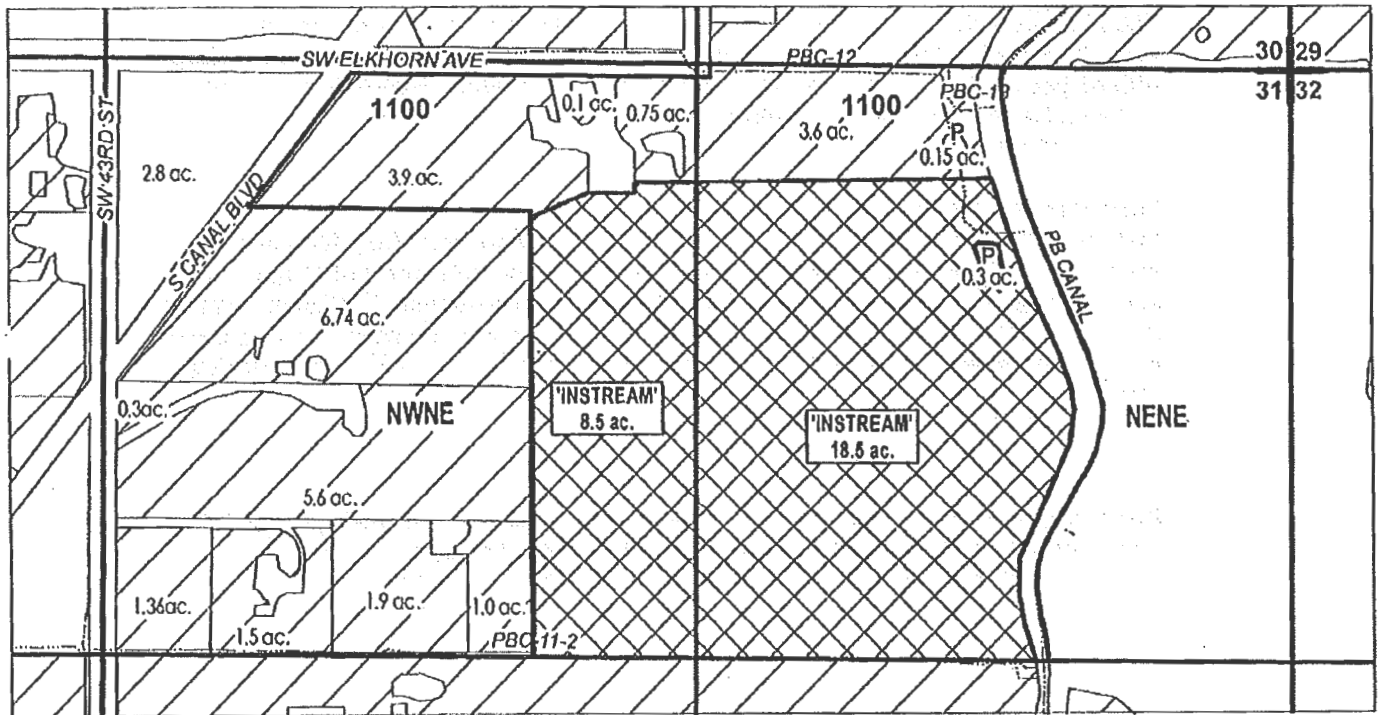 SW ELKHORN AVE
PBC-12
30 29
31 32
SW 43RD ST
1100
0.1 ac.
0.75 ac.
1100
PBC-13
2.8 ac.
3.9 ac.
3.6 ac.
P
0.15 ac.
S CANAL BLVD
PB CANAL
P
0.3 ac.
6.74 ac.
0.3ac.
NWNE
'INSTREAM'
8.5 ac.
'INSTREAM'
18.5 ac.
NENE
5.6 ac.
1.36ac.
1.5 ac.
1.9 ac.
1.0 ac.
PBC-11-2